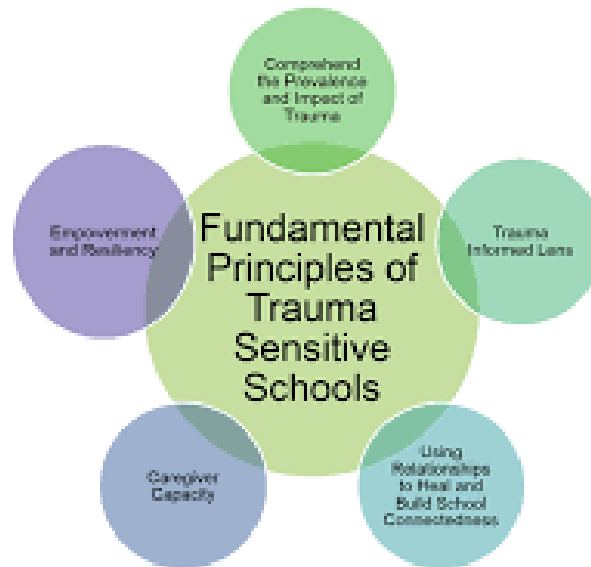 Comprehend
the Prevalence
and Impact of
Trauma
Trauma
Informed Lens
Using
Relationships
to Heal and
Build School
Connectedness
Caregiver
Capacity
Empowerment
and Resiliency
Fundamental
Principles of
Trauma
Sensitive
Schools